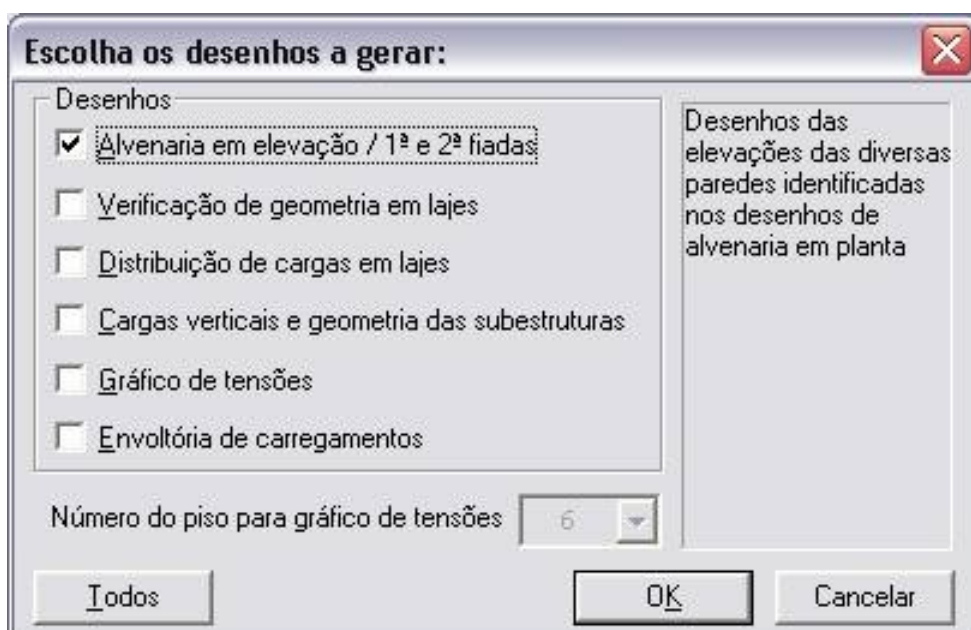 Escolha os desenhos a gerar:
Desenhos
Alvenaria em elevação / 1ª e 2ª fiadas
Verificação de geometria em lajes
Distribuição de cargas em lajes
Cargas verticais e geometria das subestruturas
Gráfico de tensões
Envoltória de carregamentos
Desenhos das
elevações das diversas
paredes identificadas
nos desenhos de
alvenaria em planta
Número do piso para gráfico de tensões
6
Todos
OK
Cancelar